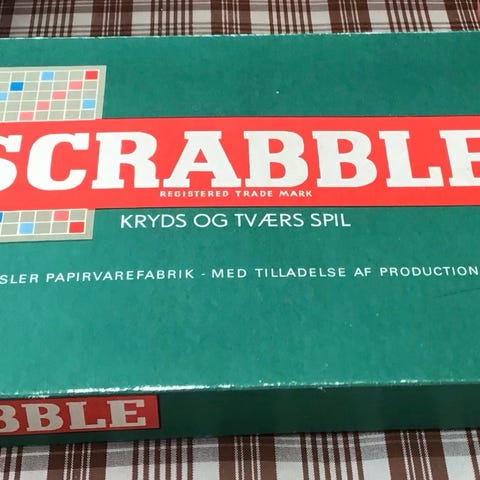 SCRABBLE
REGISTERED TRADE MARK
KRYDS OG TVÆRS SPIL
PAPIRVAREFABRIK - MED TILLADELSE AF PRODUCTION
BBLE